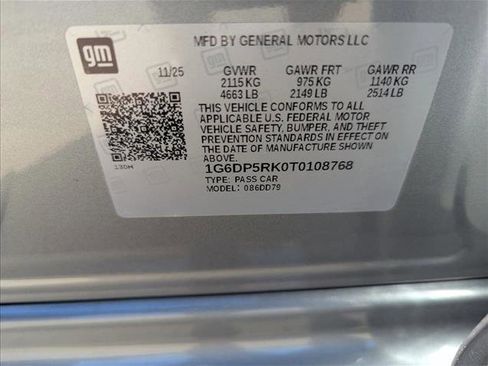 gm
MFD BY GENERAL MOTORS LLC
11/25 GVWR GAWR FRT GAWR RR
2115 KG 975 KG 1140 KG
4663 LB 2149 LB 2514 LB
THIS VEHICLE CONFORMS TO ALL
APPLICABLE U.S. FEDERAL MOTOR
VEHICLE SAFETY, BUMPER, AND THEFT
PREVENTION STANDARDS IN EFFECT ON THE
DATE OF MANUFACTURE SHOWN
ABOVE.
1G6DP5RK0T0108768
TYPE: PASS CAR
MODEL: 086DD79